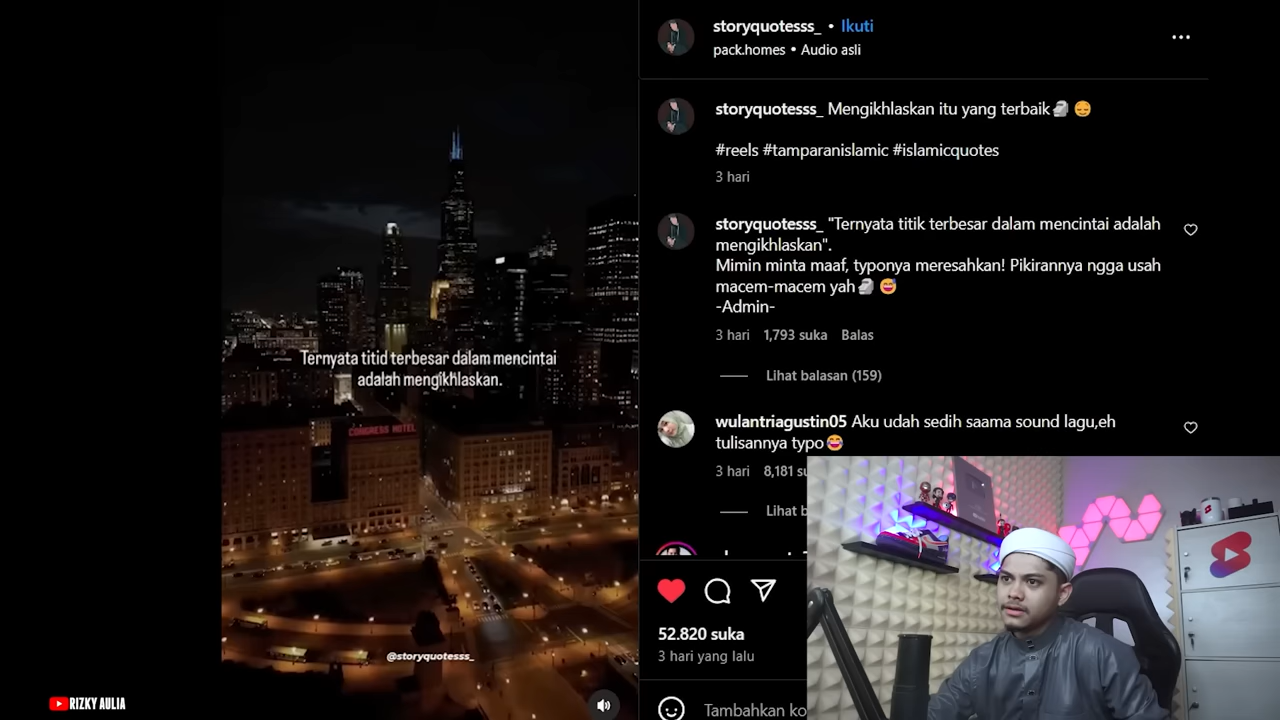 storyquotesss_ • Ikuti
pack.homes • Audio asli
storyquotesss_ Mengikhlaskan itu yang terbaik🗿 😌
#reels #tamparanislamic #islamicquotes
3 hari
storyquotesss_ "Ternyata titik terbesar dalam mencintai adalah
mengikhlaskan".
Mimin minta maaf, typonya meresahkan! Pikirannya ngga usah
macem-macem yah🗿 😅
-Admin-
3 hari 1,793 suka Balas
Lihat balasan (159)
wulantriagustin05 Aku udah sedih saama sound lagu,eh
tulisannya typo😂
3 hari 8,181 su
Lihat b
52.820 suka
3 hari yang lalu
Tambahkan ko
Ternyata titid terbesar dalam mencintai
adalah mengikhlaskan.
CONGRESS HOTEL
@storyquotesss_
RIZKY AULIA